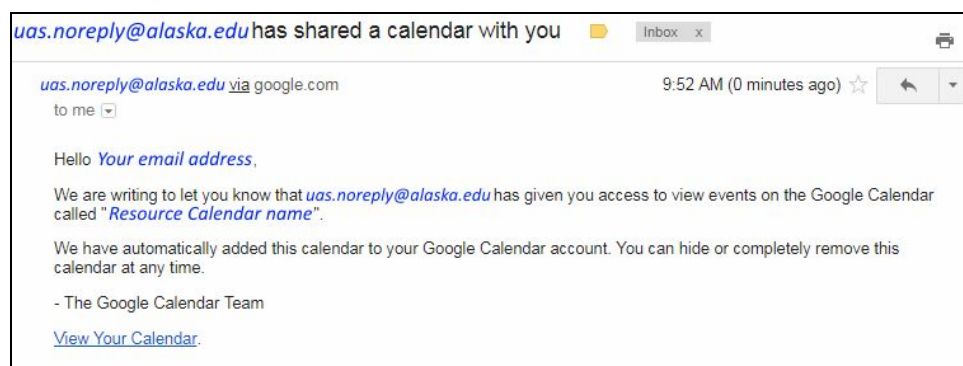 uas.noreply@alaska.edu has shared a calendar with you Inbox x
uas.noreply@alaska.edu via google.com 9:52 AM (0 minutes ago)
to me
Hello Your email address,
We are writing to let you know that uas.noreply@alaska.edu has given you access to view events on the Google Calendar
called "Resource Calendar name".
We have automatically added this calendar to your Google Calendar account. You can hide or completely remove this
calendar at any time.
- The Google Calendar Team
View Your Calendar.